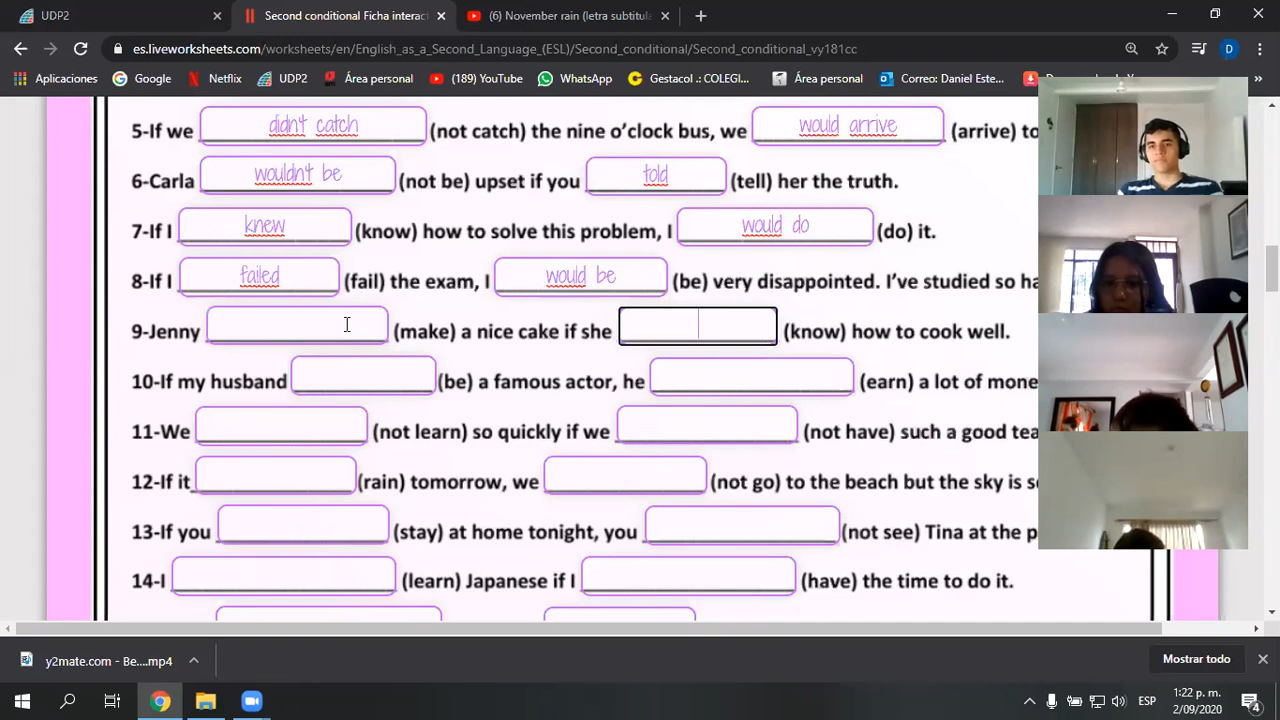 UDP2
Second conditional Ficha interac
(6) November rain (letra subtitula
es.liveworksheets.com/worksheets/en/English_as_a_Second_Language_(ESL)/Second_conditional/Second_conditional_vy181cc
D
Aplicaciones Google Netflix UDP2 Área personal (189) YouTube WhatsApp Gestacol .: COLEGI... Área personal Correo: Daniel Este...
5-If we didn't catch (not catch) the nine o'clock bus, we would arrive (arrive) to
6-Carla wouldn't be (not be) upset if you told (tell) her the truth.
7-If I knew (know) how to solve this problem, I would do (do) it.
8-If I failed (fail) the exam, I would be (be) very disappointed. I've studied so ha
9-Jenny (make) a nice cake if she (know) how to cook well.
10-If my husband (be) a famous actor, he (earn) a lot of mone
11-We (not learn) so quickly if we (not have) such a good tea
12-If it (rain) tomorrow, we (not go) to the beach but the sky is s
13-If you (stay) at home tonight, you (not see) Tina at the p
14-I (learn) Japanese if I (have) the time to do it.
y2mate.com - Be....mp4
Mostrar todo
ESP
1:22 p. m.
2/09/2020
4